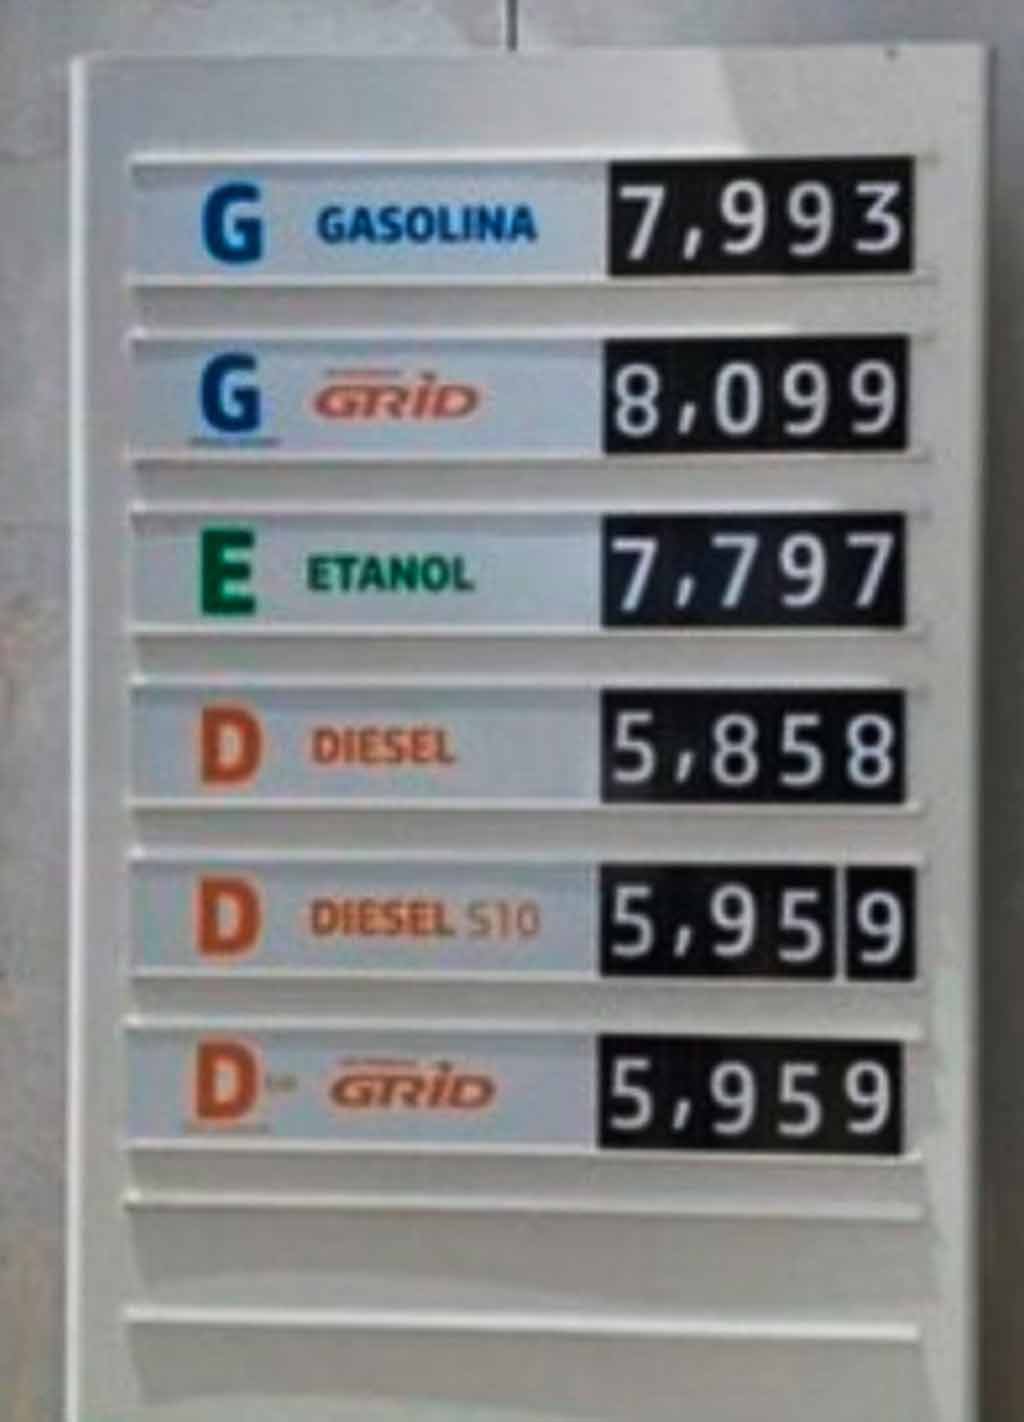 G GASOLINA 7,993
G GRID 8,099
E ETANOL 7,797
D DIESEL 5,858
D DIESEL S10 5,959
D GRID 5,959